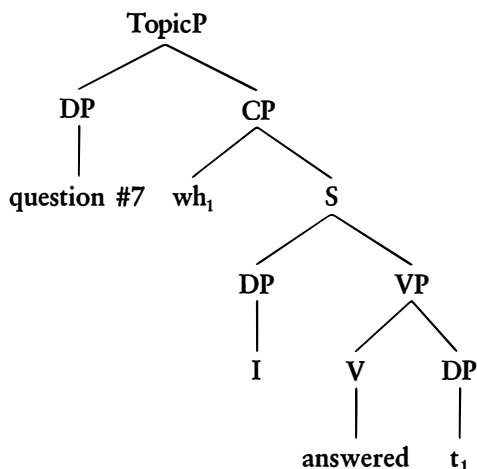 TopicP
DP CP
question #7 wh₁ S
DP VP
I V DP
answered t₁